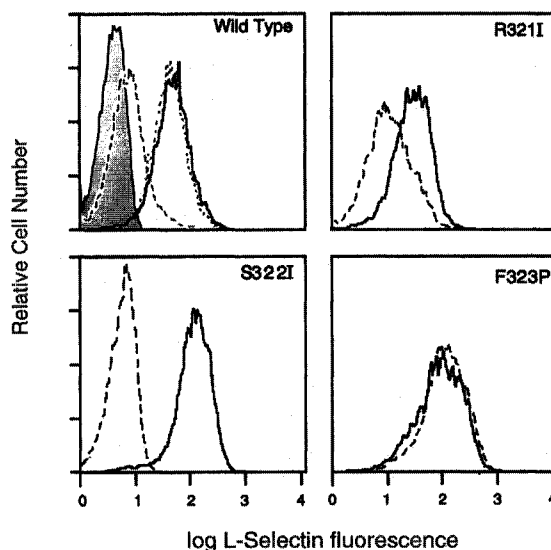 Wild Type
R321I
Relative Cell Number
S322I
F323P
0 1 2 3 4
0 1 2 3 4
log L-Selectin fluorescence